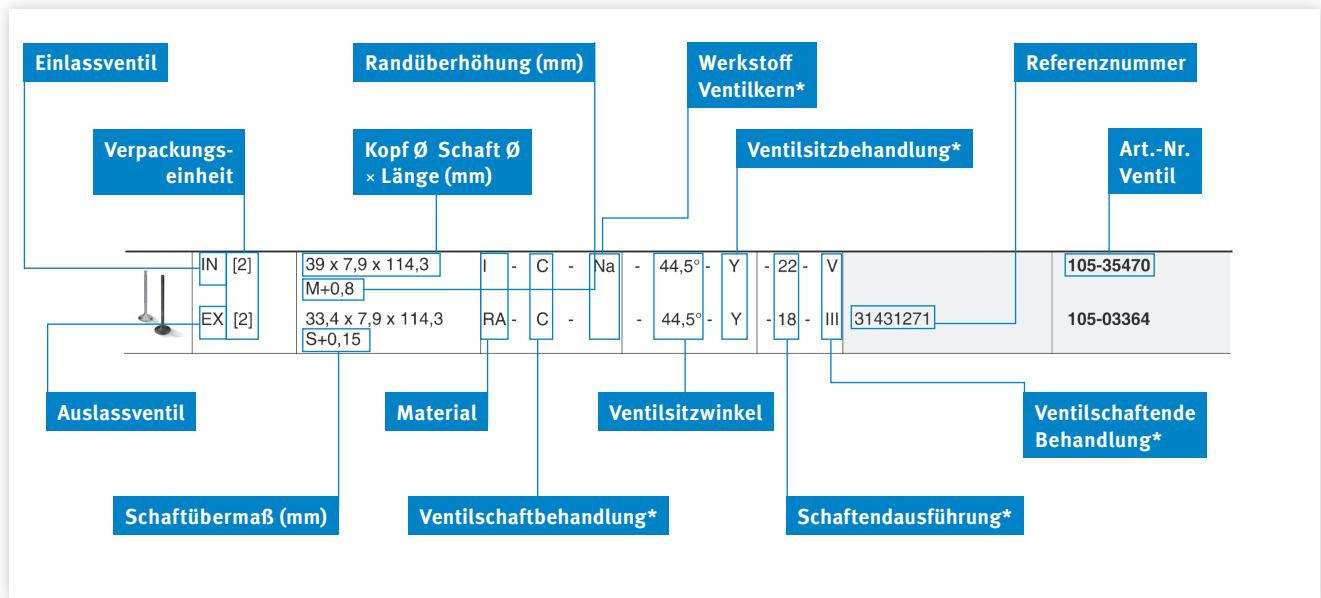 Einlassventil
Randüberhöhung (mm)
Werkstoff
Ventilkern*
Referenznummer
Verpackungs-
einheit
Kopf Ø Schaft Ø
× Länge (mm)
Ventilsitzbehandlung*
Art.-Nr.
Ventil
IN [2] 39 x 7,9 x 114,3 I - C - Na - 44,5° - Y - 22 - V 105-35470
M+0,8
EX [2] 33,4 x 7,9 x 114,3 RA - C - - 44,5° - Y - 18 - III 31431271 105-03364
S+0,15
Auslassventil
Material
Ventilsitzwinkel
Ventilschaftende
Behandlung*
Schaftübermaß (mm)
Ventilschaftbehandlung*
Schaftendausführung*